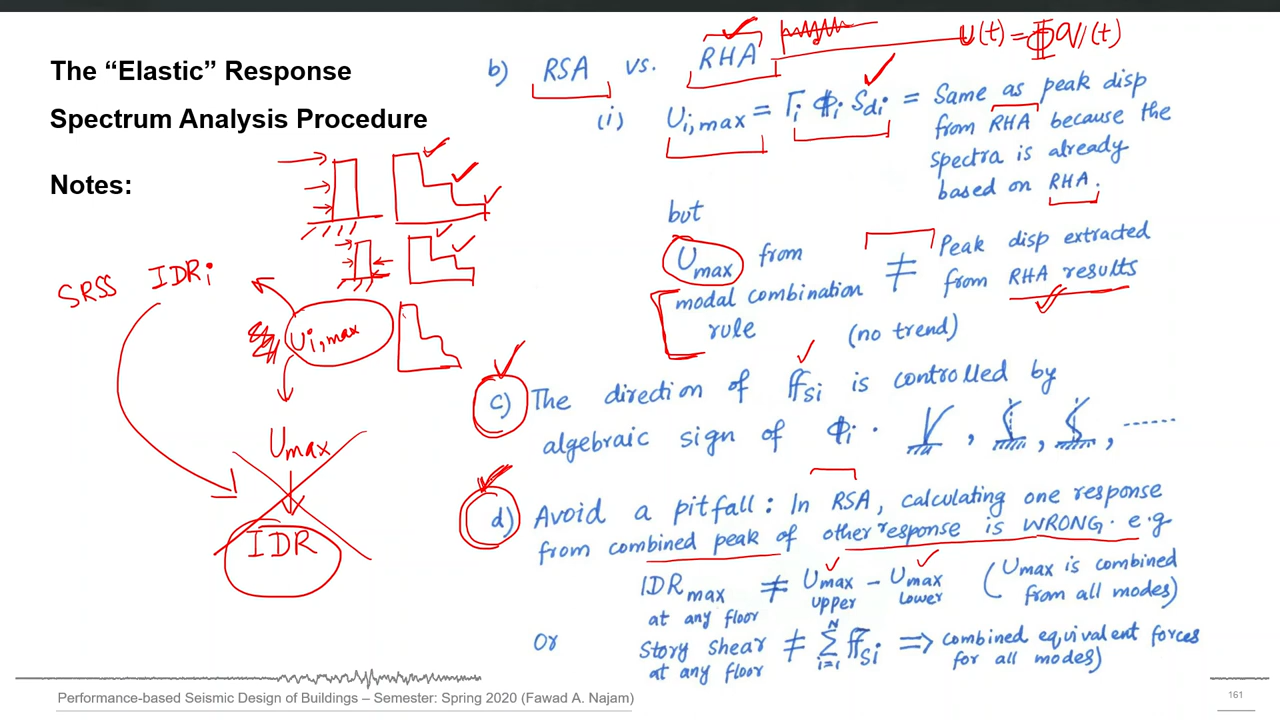 The “Elastic” Response
Spectrum Analysis Procedure
Notes:
SRSS IDRi
Ui,max
Umax
IDR
b) RSA vs. RHA
U(t) = Φ q(t)
(i) Ui,max = Γi Φi Sdi = Same as peak disp
from RHA because the
spectra is already
based on RHA.
but
Umax from
modal combination
rule
≠ Peak disp extracted
from RHA results
(no trend)
c) The direction of ffsi is controlled by
algebraic sign of Φi . , , , ......
d) Avoid a pitfall : In RSA, calculating one response
from combined peak of other response is WRONG. e.g
IDRmax ≠ Umax - Umax (Umax is combined
at any floor upper lower from all modes)
Or
Story shear ≠ N Σ i=1 ffsi ⇒ combined equivalent forces
at any floor for all modes)
Performance-based Seismic Design of Buildings – Semester: Spring 2020 (Fawad A. Najam)
161